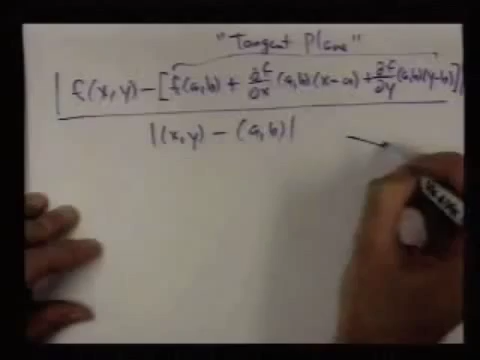 "Tangent Plane"
| f(x,y) - [f(a,b) + ∂f/∂x (a,b)(x-a) + ∂f/∂y (a,b)(y-b)] |
|(x,y) - (a,b)| →